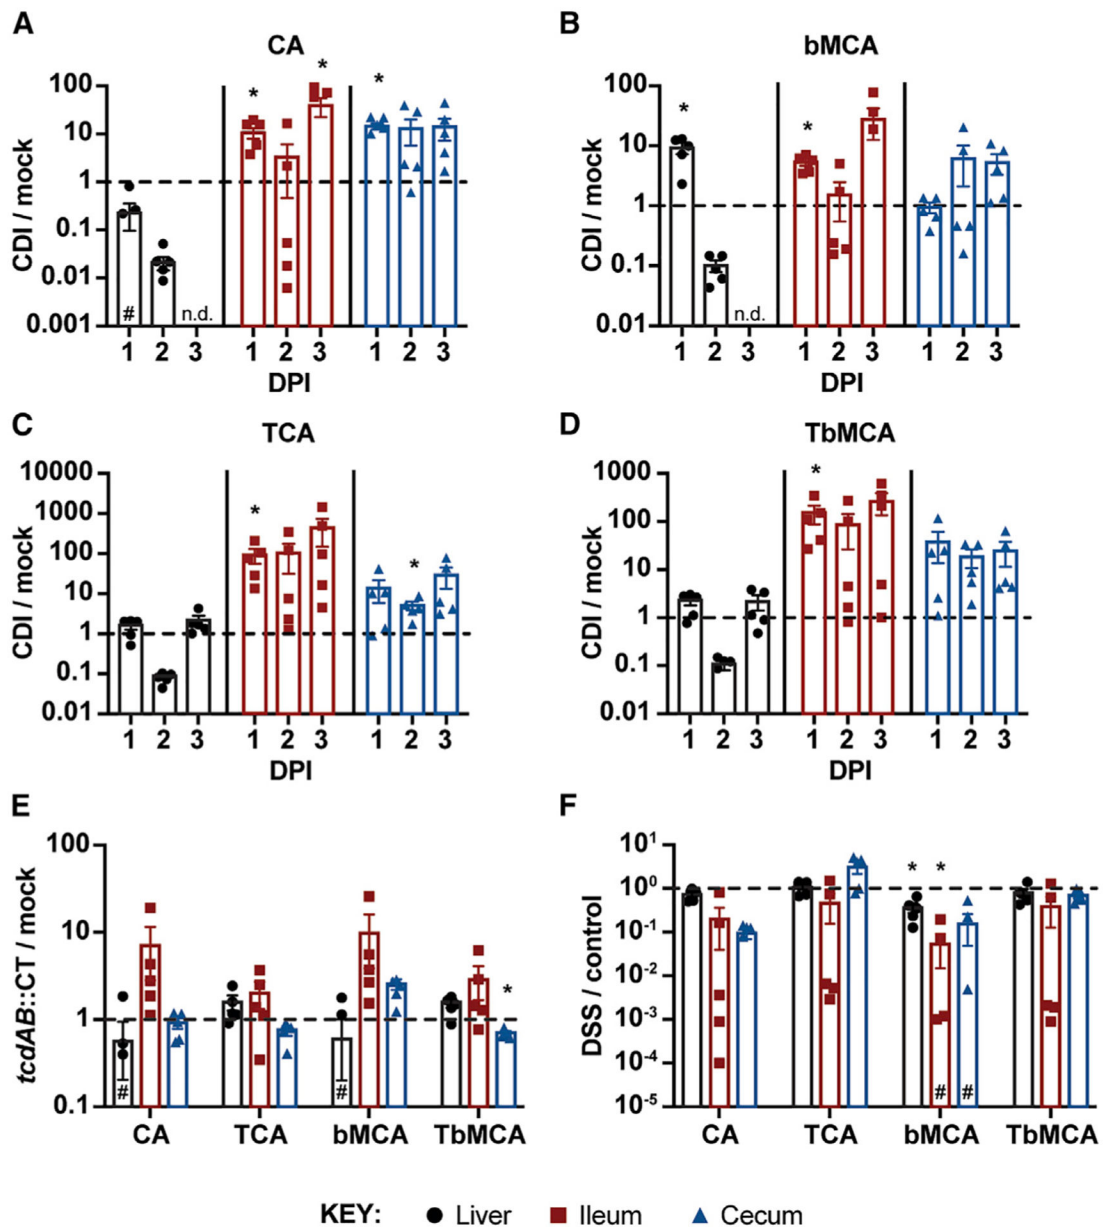 A
CA
CDI / mock
100
10
1
0.1
0.01
0.001
*
*
*
#
n.d.
1 2 3 1 2 3 1 2 3
DPI
B
bMCA
CDI / mock
100
10
1
0.1
0.01
*
*
n.d.
1 2 3 1 2 3 1 2 3
DPI
C
TCA
CDI / mock
10000
1000
100
10
1
0.1
0.01
*
*
1 2 3 1 2 3 1 2 3
DPI
D
TbMCA
CDI / mock
1000
100
10
1
0.1
0.01
*
1 2 3 1 2 3 1 2 3
DPI
E
tcdAB::CT / mock
100
10
1
0.1
*
# #
CA TCA bMCA TbMCA
F
DSS / control
10¹
10⁰
10⁻¹
10⁻²
10⁻³
10⁻⁴
10⁻⁵
* *
# #
CA TCA bMCA TbMCA
KEY: Liver Ileum Cecum